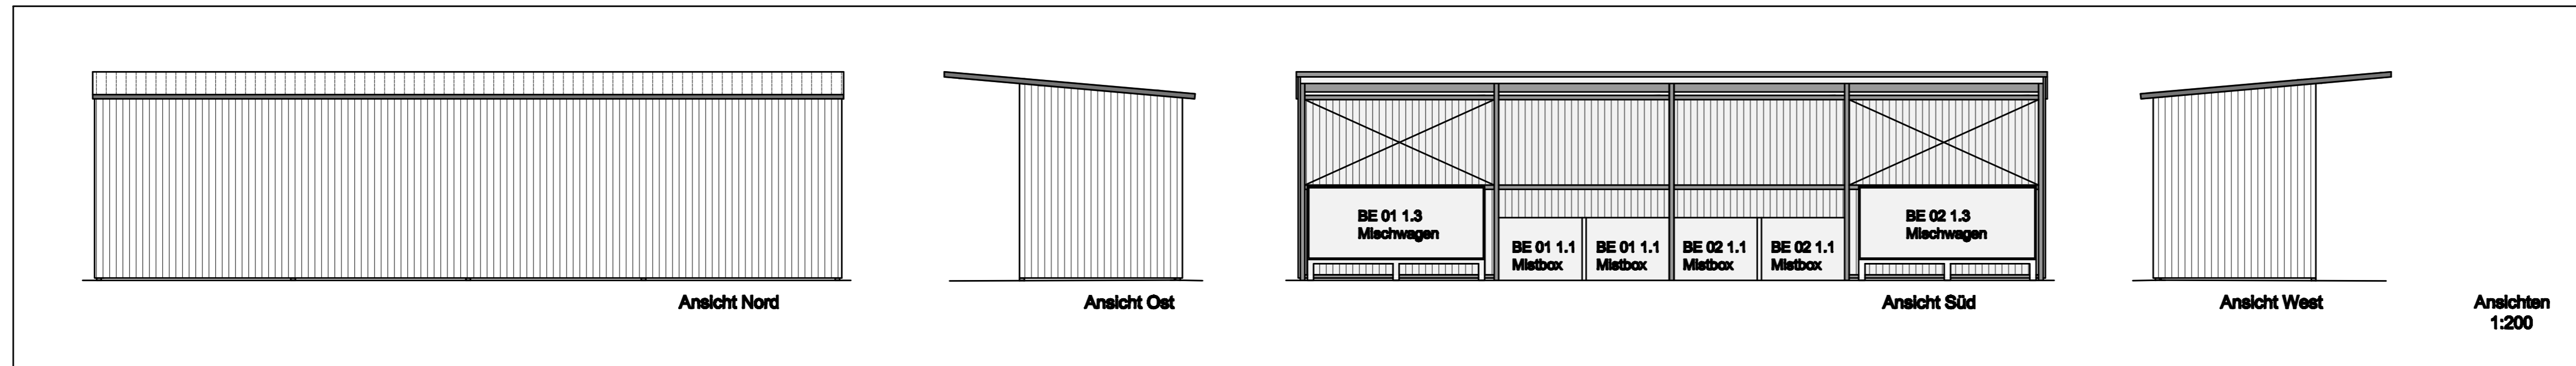 BE 01 1.3
Mischwagen
BE 01 1.1
Mistbox
BE 01 1.1
Mistbox
BE 02 1.1
Mistbox
BE 02 1.1
Mistbox
BE 02 1.3
Mischwagen
Ansicht Nord
Ansicht Ost
Ansicht Süd
Ansicht West
Ansichten
1:200